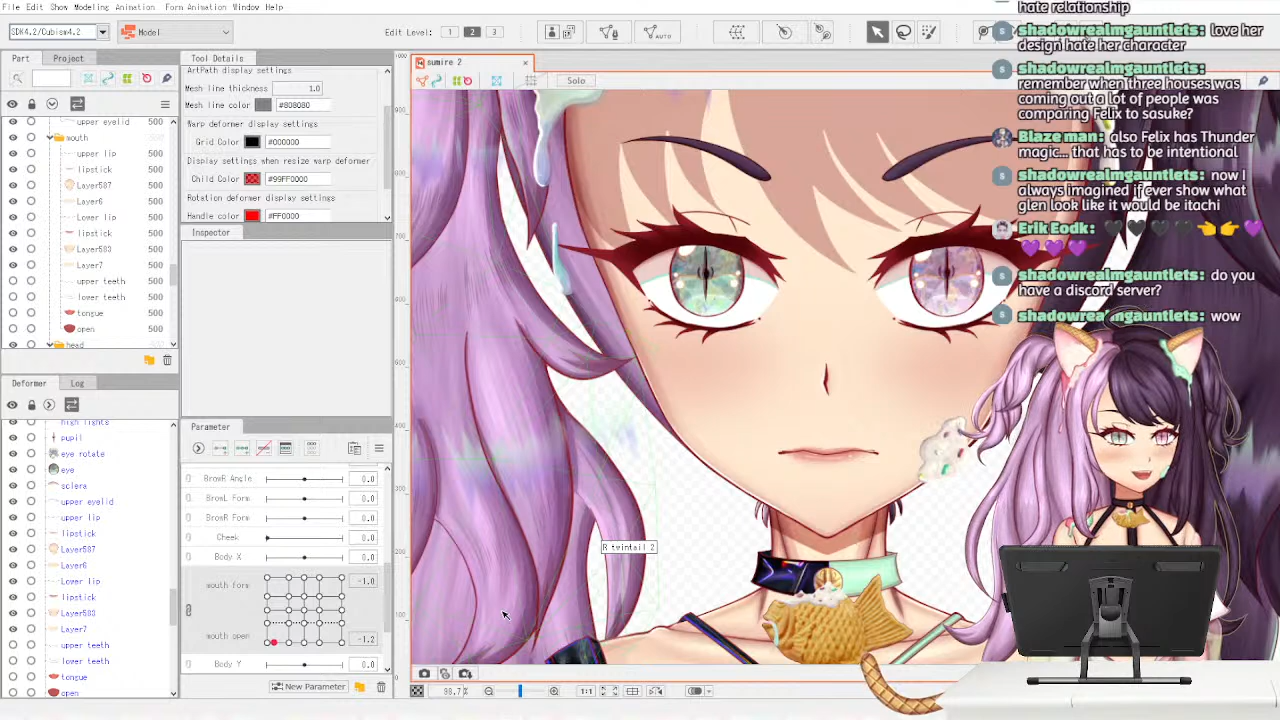 File Edit Show Modeling Animation Form Animation Window Help
SDK4.2/Cubism4.2
Model
Edit Level: 1 2 3
AUTO
Part Project
Tool Details
sumire 2
Solo
ArtPath display settings
Mesh line thickness 1.0
Mesh line color #808080
Warp deformer display settings
Grid Color #000000
Display settings when resize warp deformer
Child Color #99FF0000
Rotation deformer display settings
Handle color #FF0000
Inspector
upper eyelid 500
mouth
upper lip 500
lipstick 500
Layer587 500
Layer6 500
Lower lip 500
lipstick 500
Layer583 500
Layer7 500
upper teeth 500
lower teeth 500
tongue 500
open 500
head
Deformer Log
high lights
pupil
eye rotate
eye
sclera
upper eyelid
upper lip
lipstick
Layer587
Layer6
Lower lip
lipstick
Layer583
Layer7
upper teeth
lower teeth
tongue
open
Parameter
BrowR Angle 0.0
BrowL Form 0.0
BrowR Form 0.0
Cheek 0.0
Body X 0.0
mouth form -1.0
mouth open -1.2
Body Y 0.0
New Parameter
R twintail 2
98.7%
1:1
hate relationship
shadowrealmgauntlets: love her
design hate her character
shadowrealmgauntlets:
remember when three houses was
coming out a lot of people was
comparing Felix to sasuke?
Blaze man: also Felix has Thunder
magic... that has to be intentional
shadowrealmgauntlets: now I
always imagined if ever show what
glen look like it would be itachi
Erik Eodk: 🖤🖤🖤🖤👈👉💜
💜💜💜
shadowrealmgauntlets: do you
have a discord server?
shadowrealmgauntlets: wow